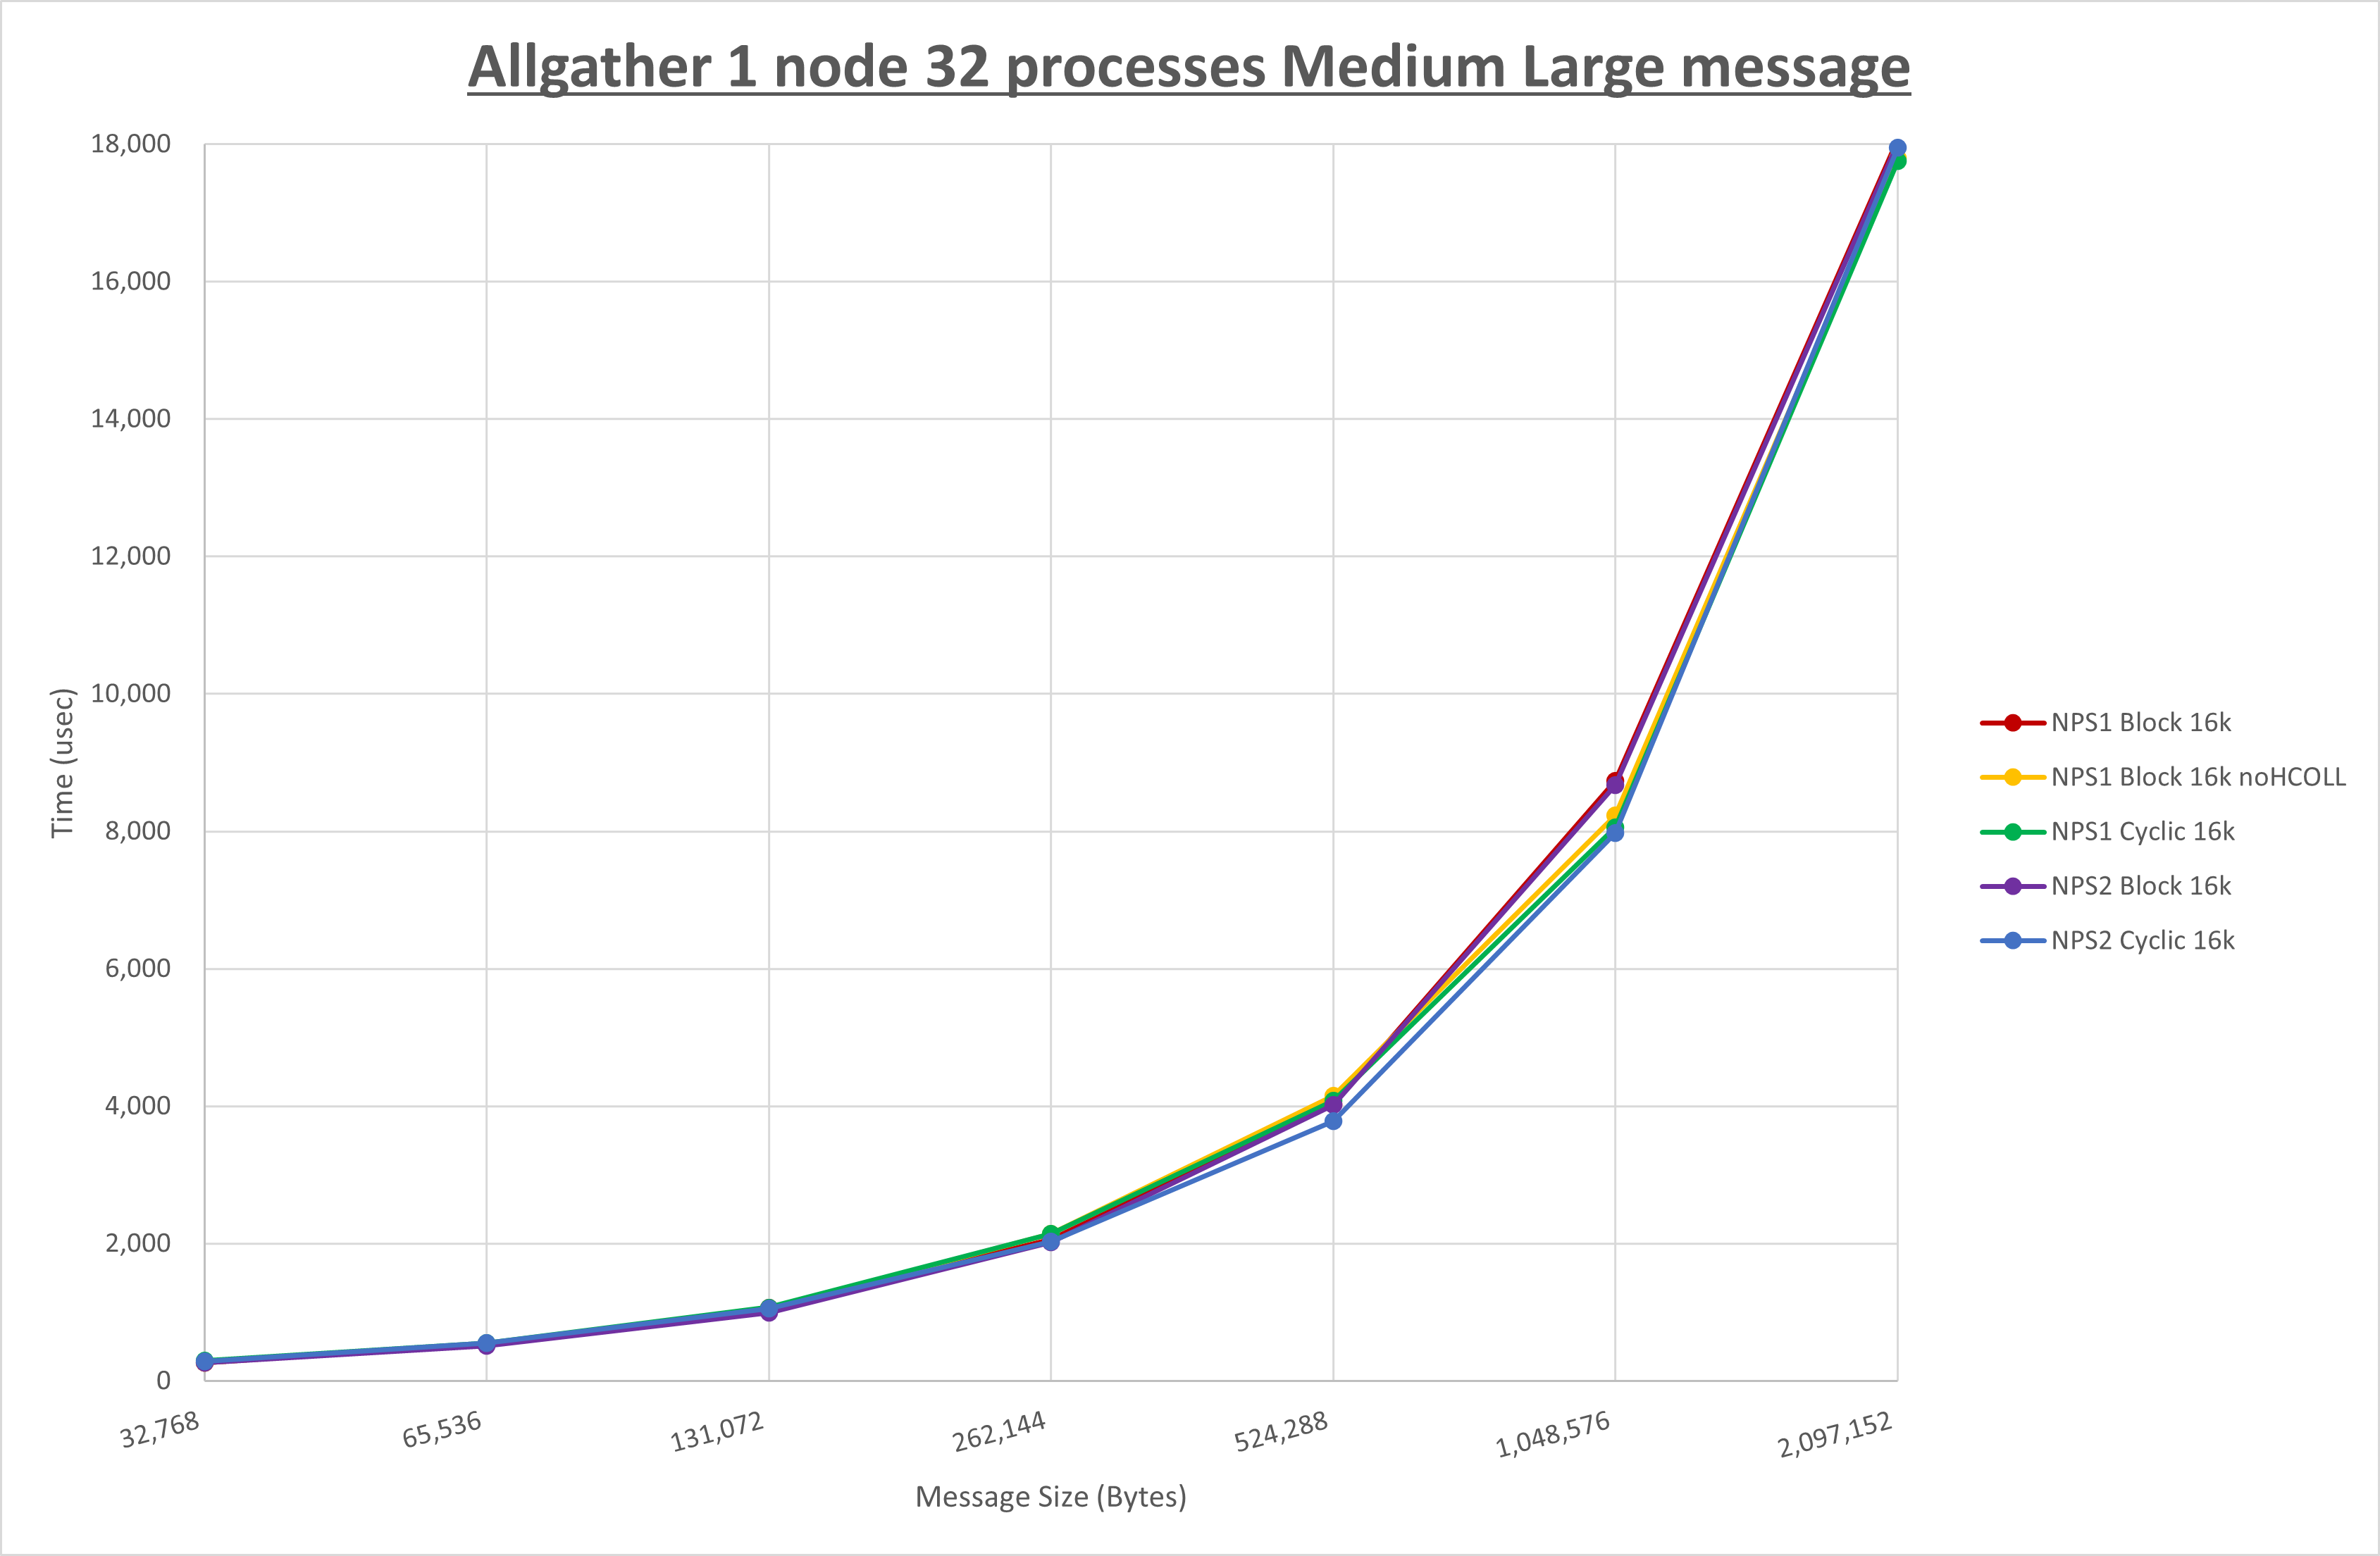 Allgather 1 node 32 processes Medium Large message
18,000
16,000
14,000
12,000
10,000
8,000
6,000
4,000
2,000
0
Time (usec)
32,768
65,536
131,072
262,144
524,288
1,048,576
2,097,152
Message Size (Bytes)
NPS1 Block 16k
NPS1 Block 16k noHCOLL
NPS1 Cyclic 16k
NPS2 Block 16k
NPS2 Cyclic 16k